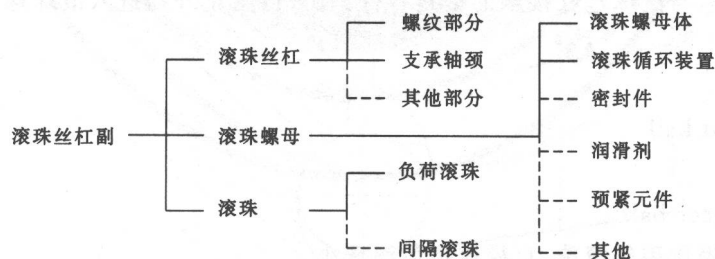 螺纹部分
滚珠螺母体
滚珠丝杠
支承轴颈
滚珠循环装置
其他部分
密封件
滚珠丝杠副
滚珠螺母
润滑剂
负荷滚珠
预紧元件
滚珠
间隔滚珠
其他